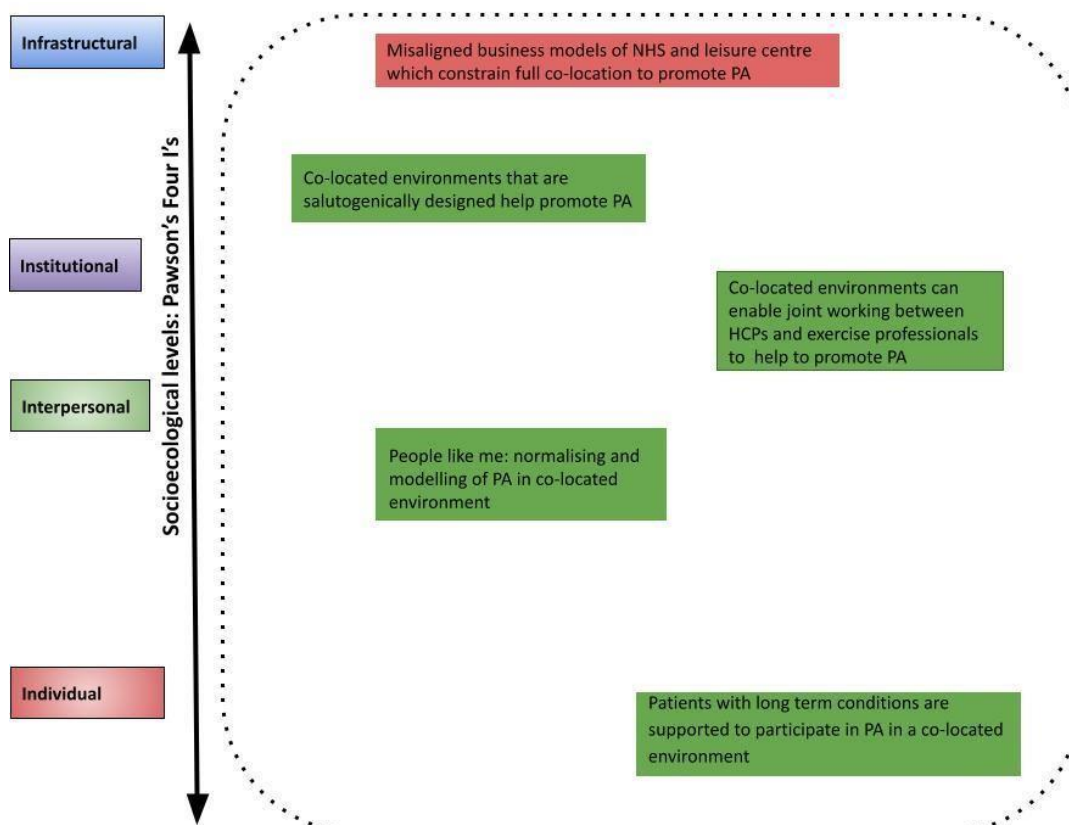 Infrastructural
Misaligned business models of NHS and leisure centre
which constrain full co-location to promote PA
Socioecological levels: Pawson's Four I's
Co-located environments that are
salutogenically designed help promote PA
Institutional
Co-located environments can
enable joint working between
HCPs and exercise professionals
to help to promote PA
Interpersonal
People like me: normalising and
modelling of PA in co-located
environment
Individual
Patients with long term conditions are
supported to participate in PA in a co-located
environment